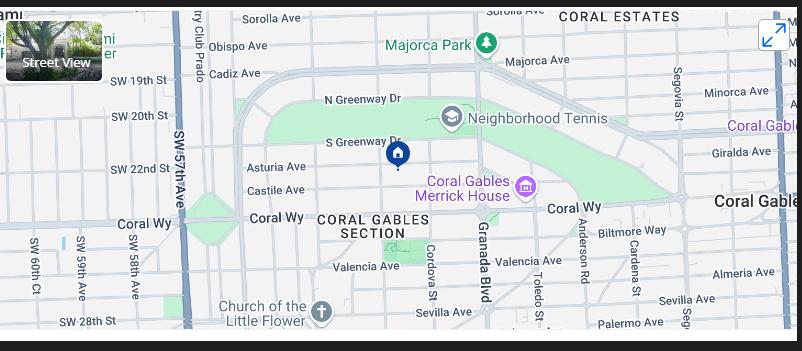 ami
Sorolla Ave
Sorolla Ave
CORAL ESTATES
Street View
ry Club Prado
Obispo Ave
Majorca Park
Cadiz Ave
Majorca Ave
SW 19th St
Segovia St
Minorca Ave
N Greenway Dr
SW 20th St
Neighborhood Tennis
Coral Gabl
S Greenway Dr
SW 57th Ave
Giralda Ave
SW 22nd St
Asturia Ave
Castile Ave
Coral Gables
Merrick House
Coral Gable
Coral Wy
Coral Wy
CORAL GABLES
SECTION
Coral Wy
Anderson Rd
Biltmore Way
Granada Blvd
SW 60th Ct
SW 59th Ave
SW 58th Ave
Cordova St
Valencia Ave
Valencia Ave
Toledo St
Cardena St
Almeria Ave
Church of the
Little Flower
Sevilla Ave
Sevilla Ave
Sego
SW 28th St
Palermo Ave